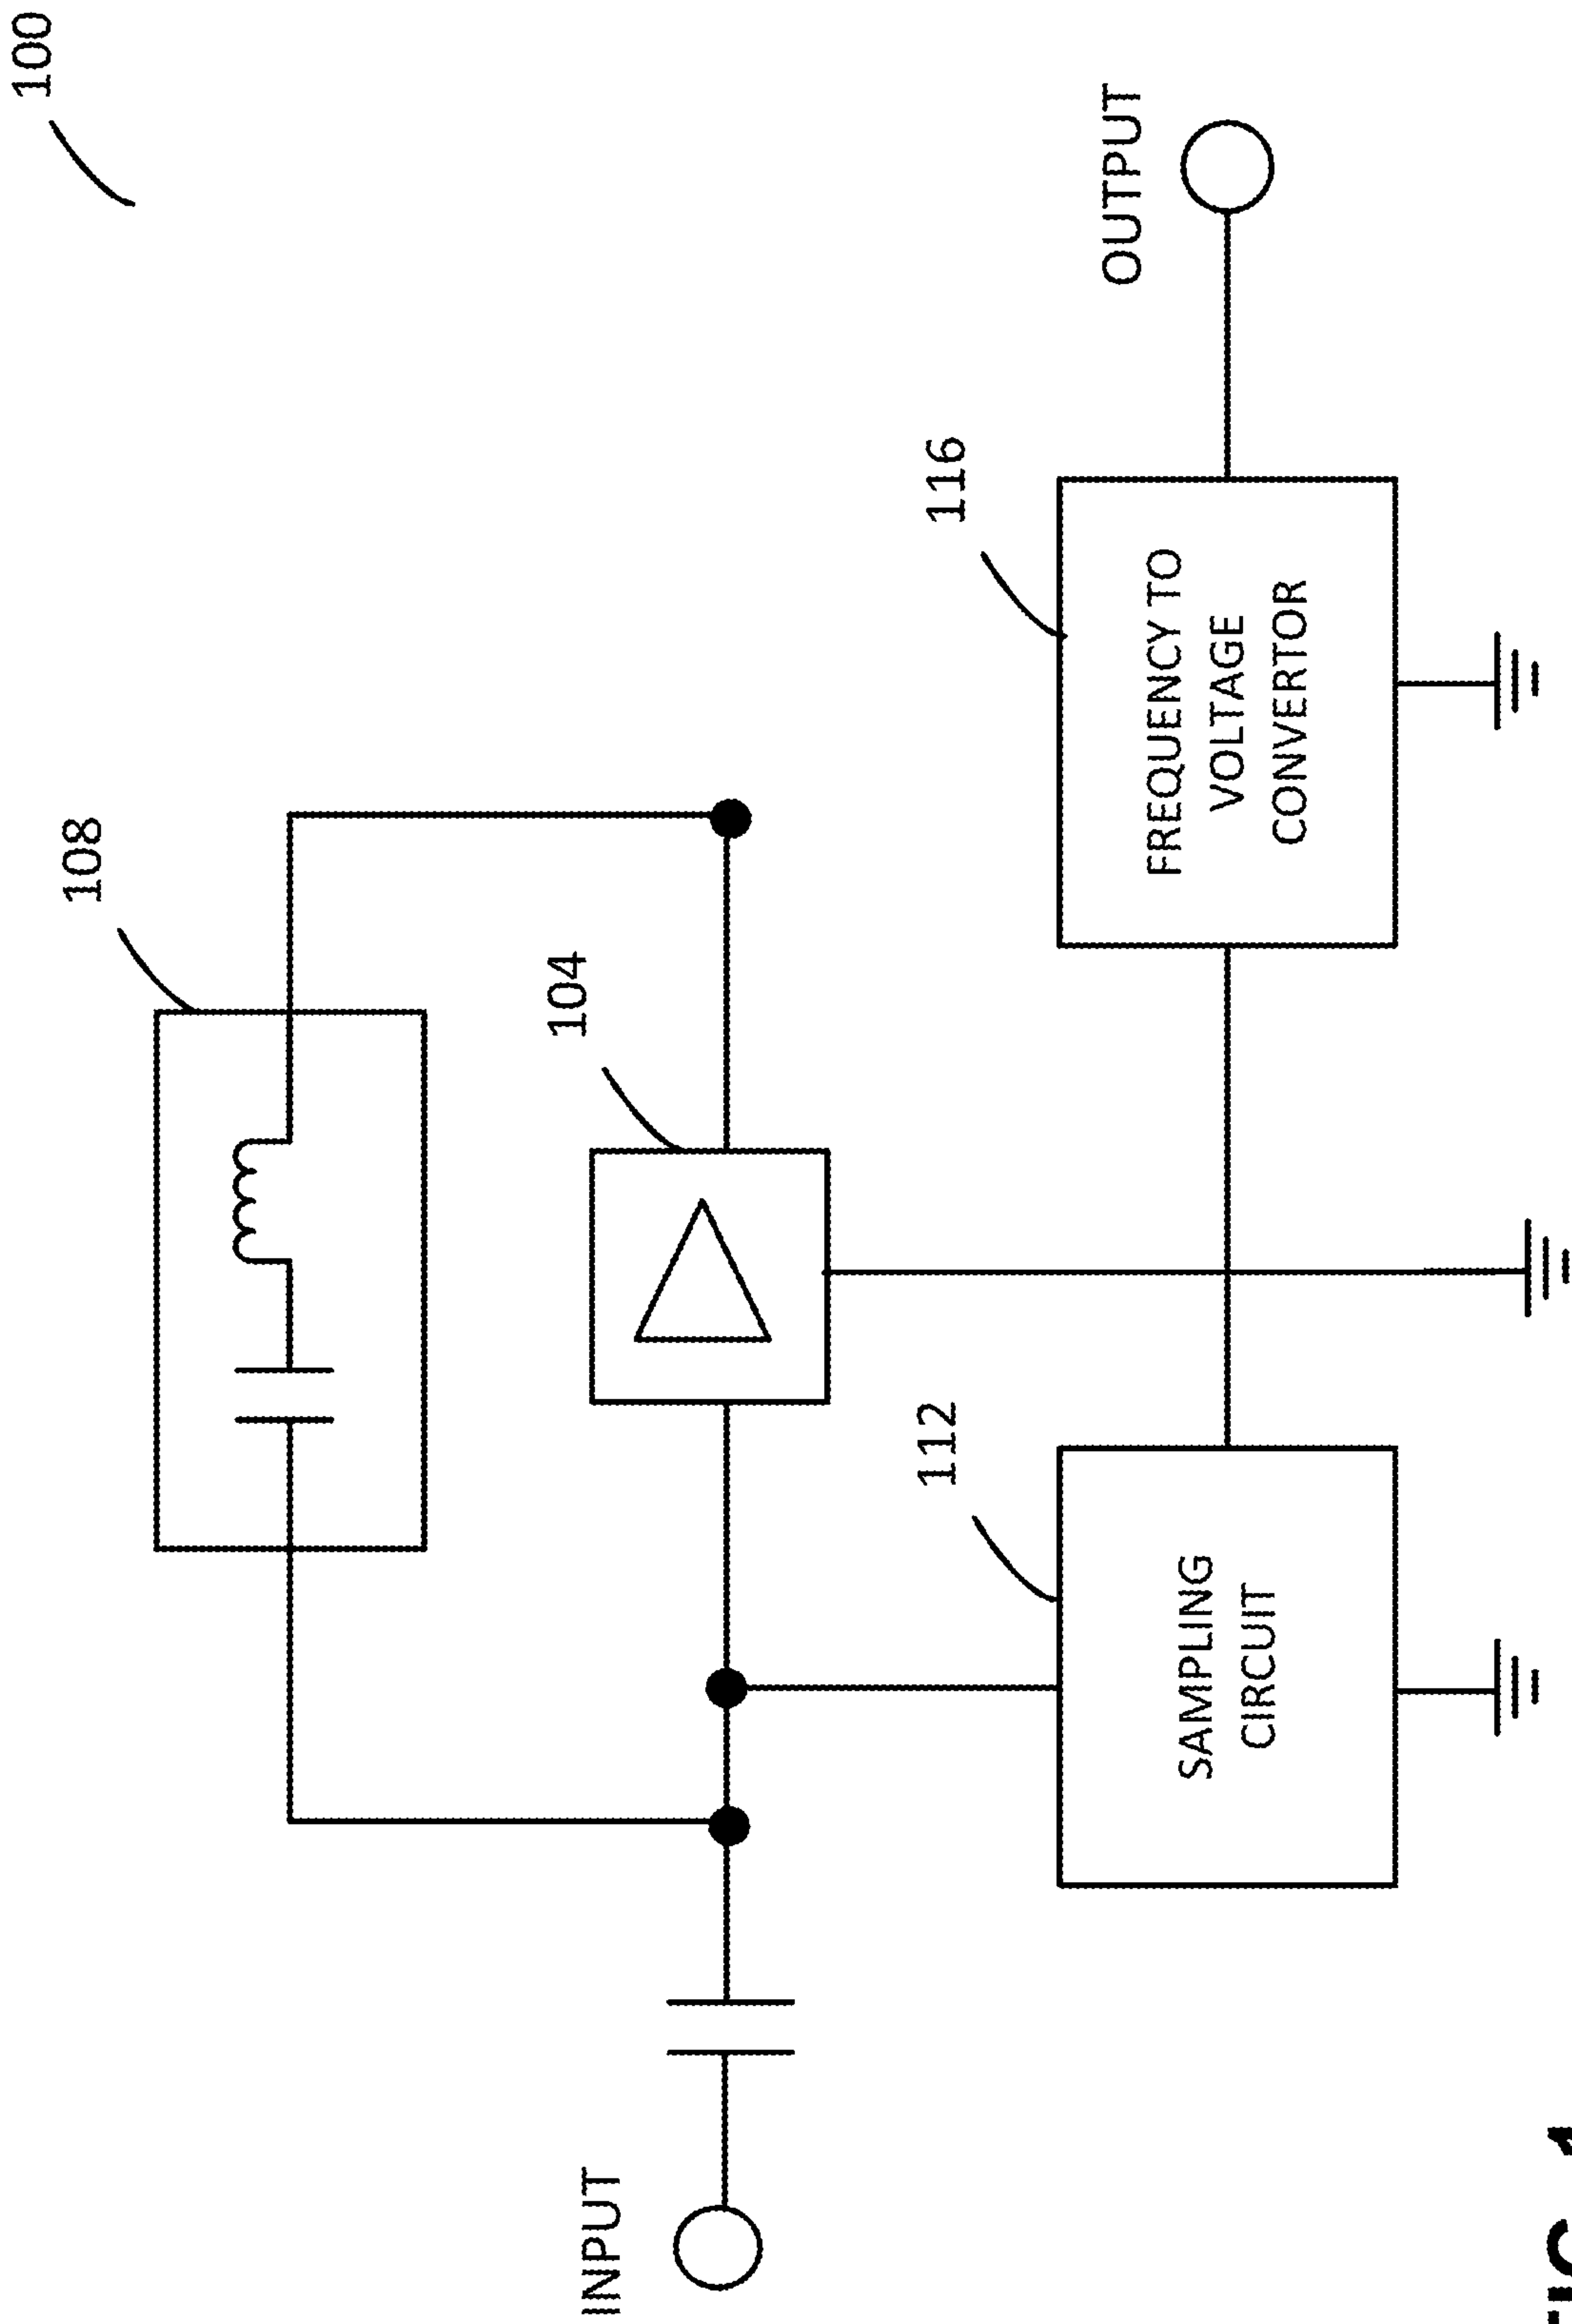 100
108
104
INPUT
112
SAMPLING
CIRCUIT
116
FREQUENCY TO
VOLTAGE
CONVERTOR
OUTPUT